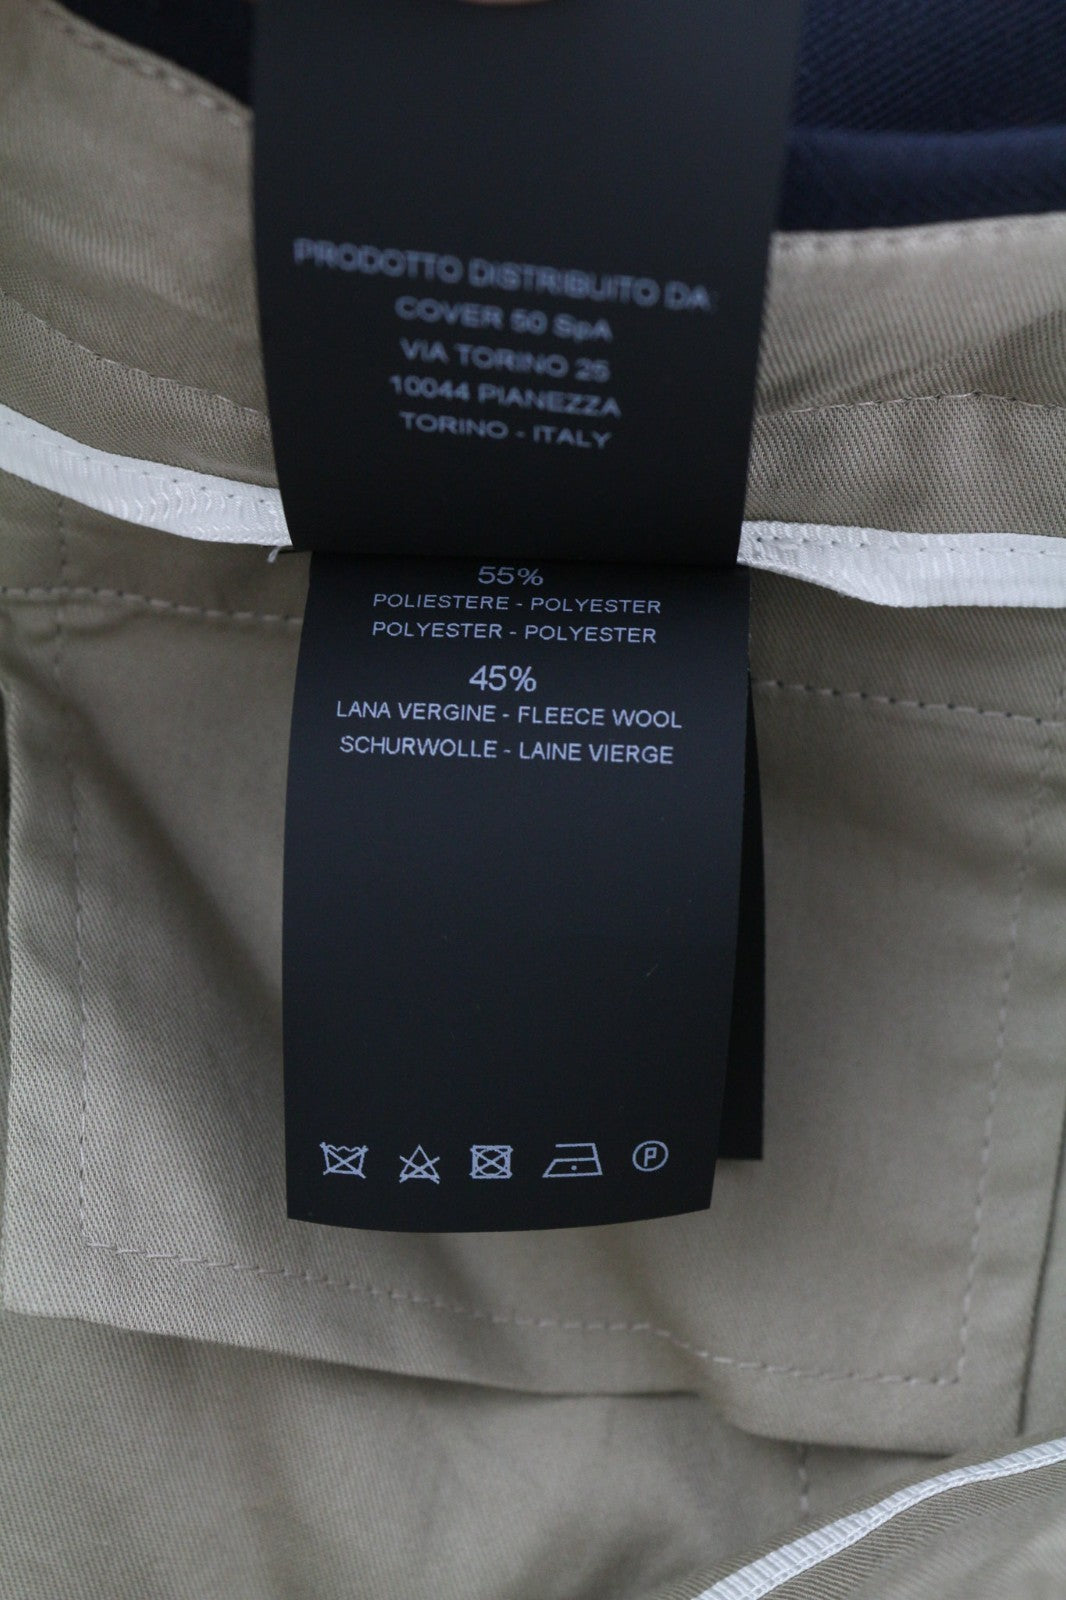 PRODOTTO DISTRIBUITO DA:
COVER 50 SpA
VIA TORINO 25
10044 PIANEZZA
TORINO - ITALY
55%
POLIESTERE - POLYESTER
POLYESTER - POLYESTER
45%
LANA VERGINE - FLEECE WOOL
SCHURWOLLE - LAINE VIERGE
P